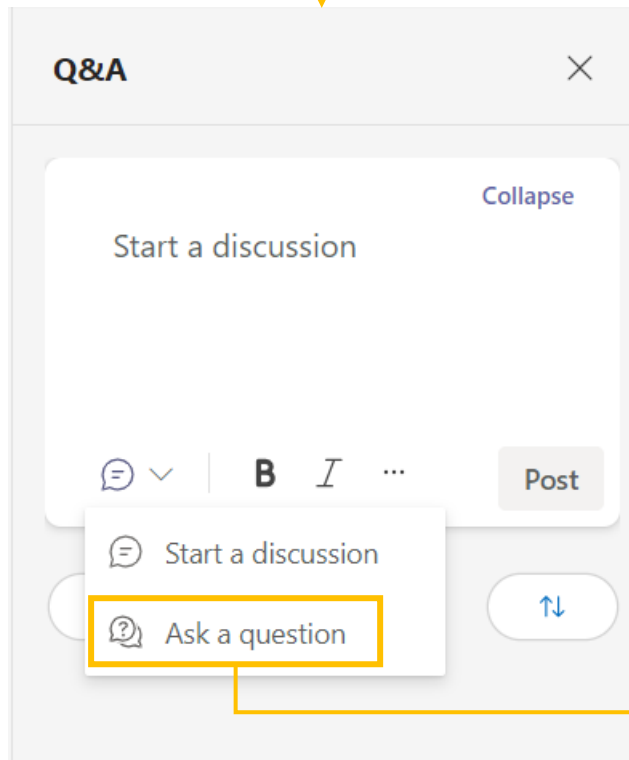 Q&A
Collapse
Start a discussion
B I ...
Post
Start a discussion
Ask a question